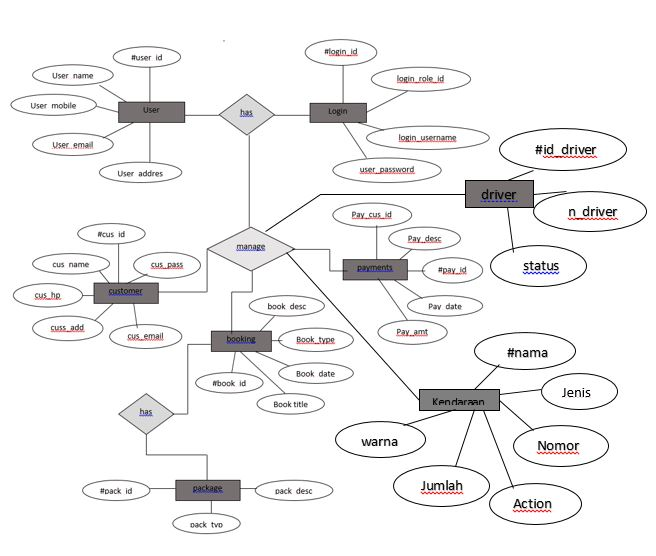 #user_id
User_name
User_mobile
User_email
User_addres
User
has
#login_id
login_role_id
Login
login_username
user_password
#id_driver
driver
n_driver
status
manage
#cus_id
cus_name
cus_pass
cus_hp
customer
cuss_add
cus_email
Pay_cus_id
Pay_desc
payments
#pay_id
Pay_date
Pay_amt
book_desc
booking
Book_type
Book_date
#book_id
Book title
has
#nama
Jenis
Kendaraan
warna
Nomor
Jumlah
Action
#pack_id
package
pack_desc
pack_typ